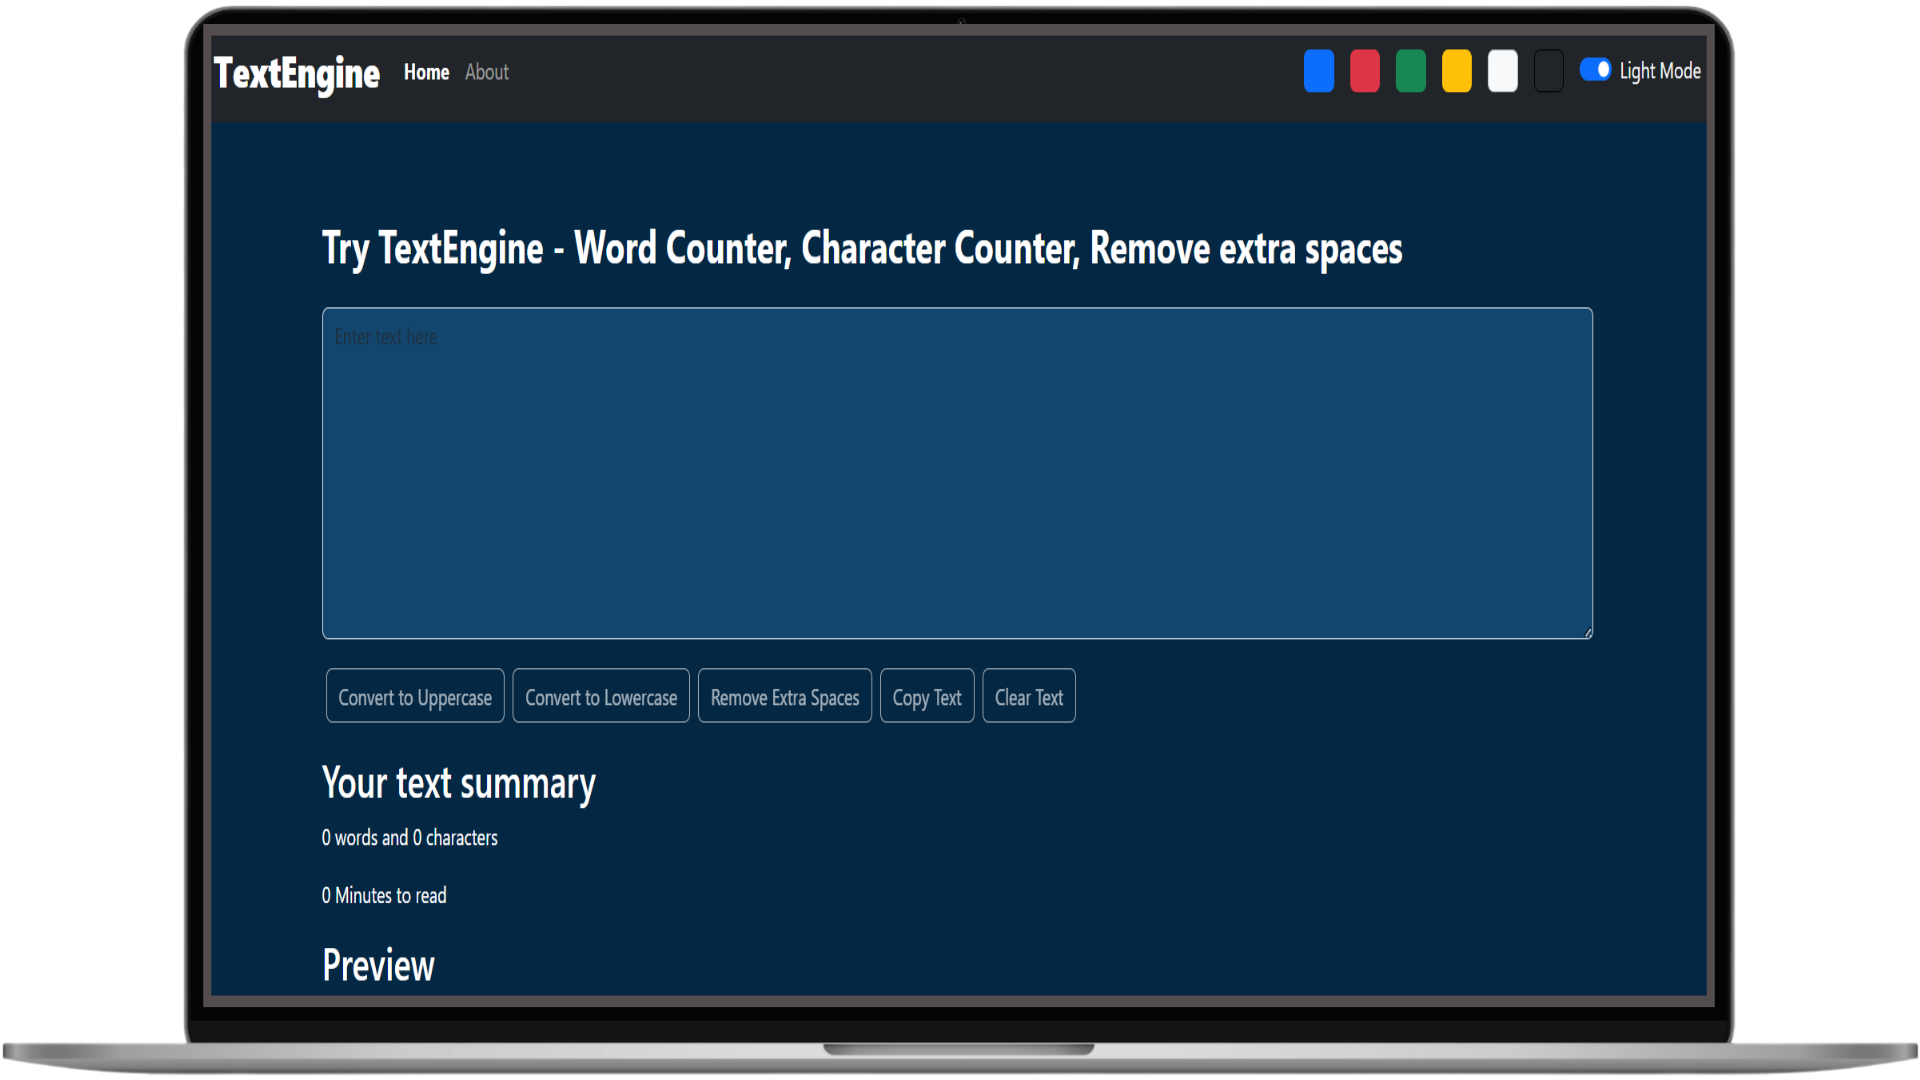 TextEngine Home About Light Mode
Try TextEngine - Word Counter, Character Counter, Remove extra spaces
Enter text here
Convert to Uppercase Convert to Lowercase Remove Extra Spaces Copy Text Clear Text
Your text summary
0 words and 0 characters
0 Minutes to read
Preview